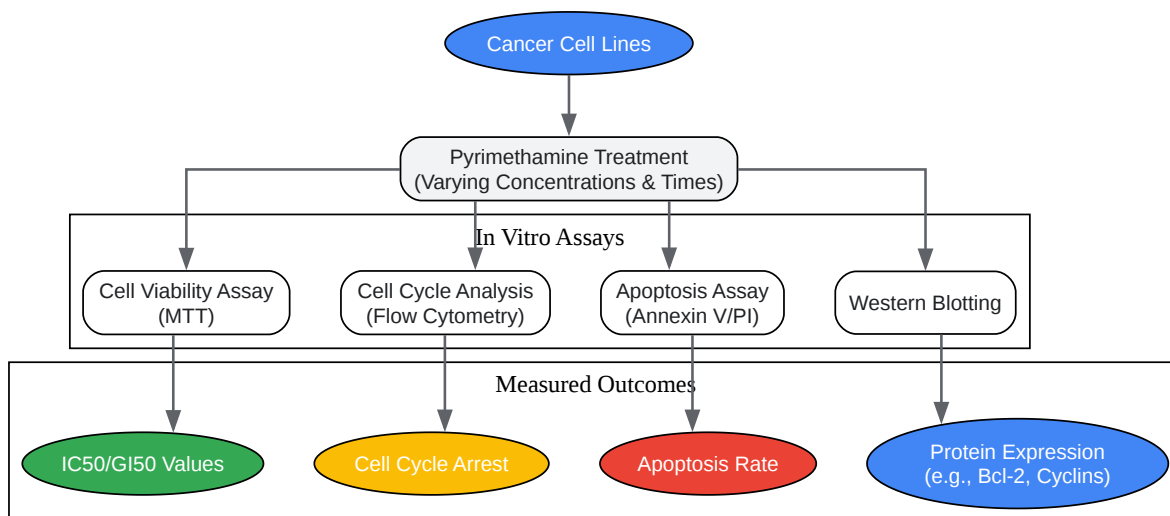 Cancer Cell Lines
Pyrimethamine Treatment
(Varying Concentrations & Times)
In Vitro Assays
Cell Viability Assay
(MTT)
Cell Cycle Analysis
(Flow Cytometry)
Apoptosis Assay
(Annexin V/PI)
Western Blotting
Measured Outcomes
IC50/GI50 Values
Cell Cycle Arrest
Apoptosis Rate
Protein Expression
(e.g., Bcl-2, Cyclins)